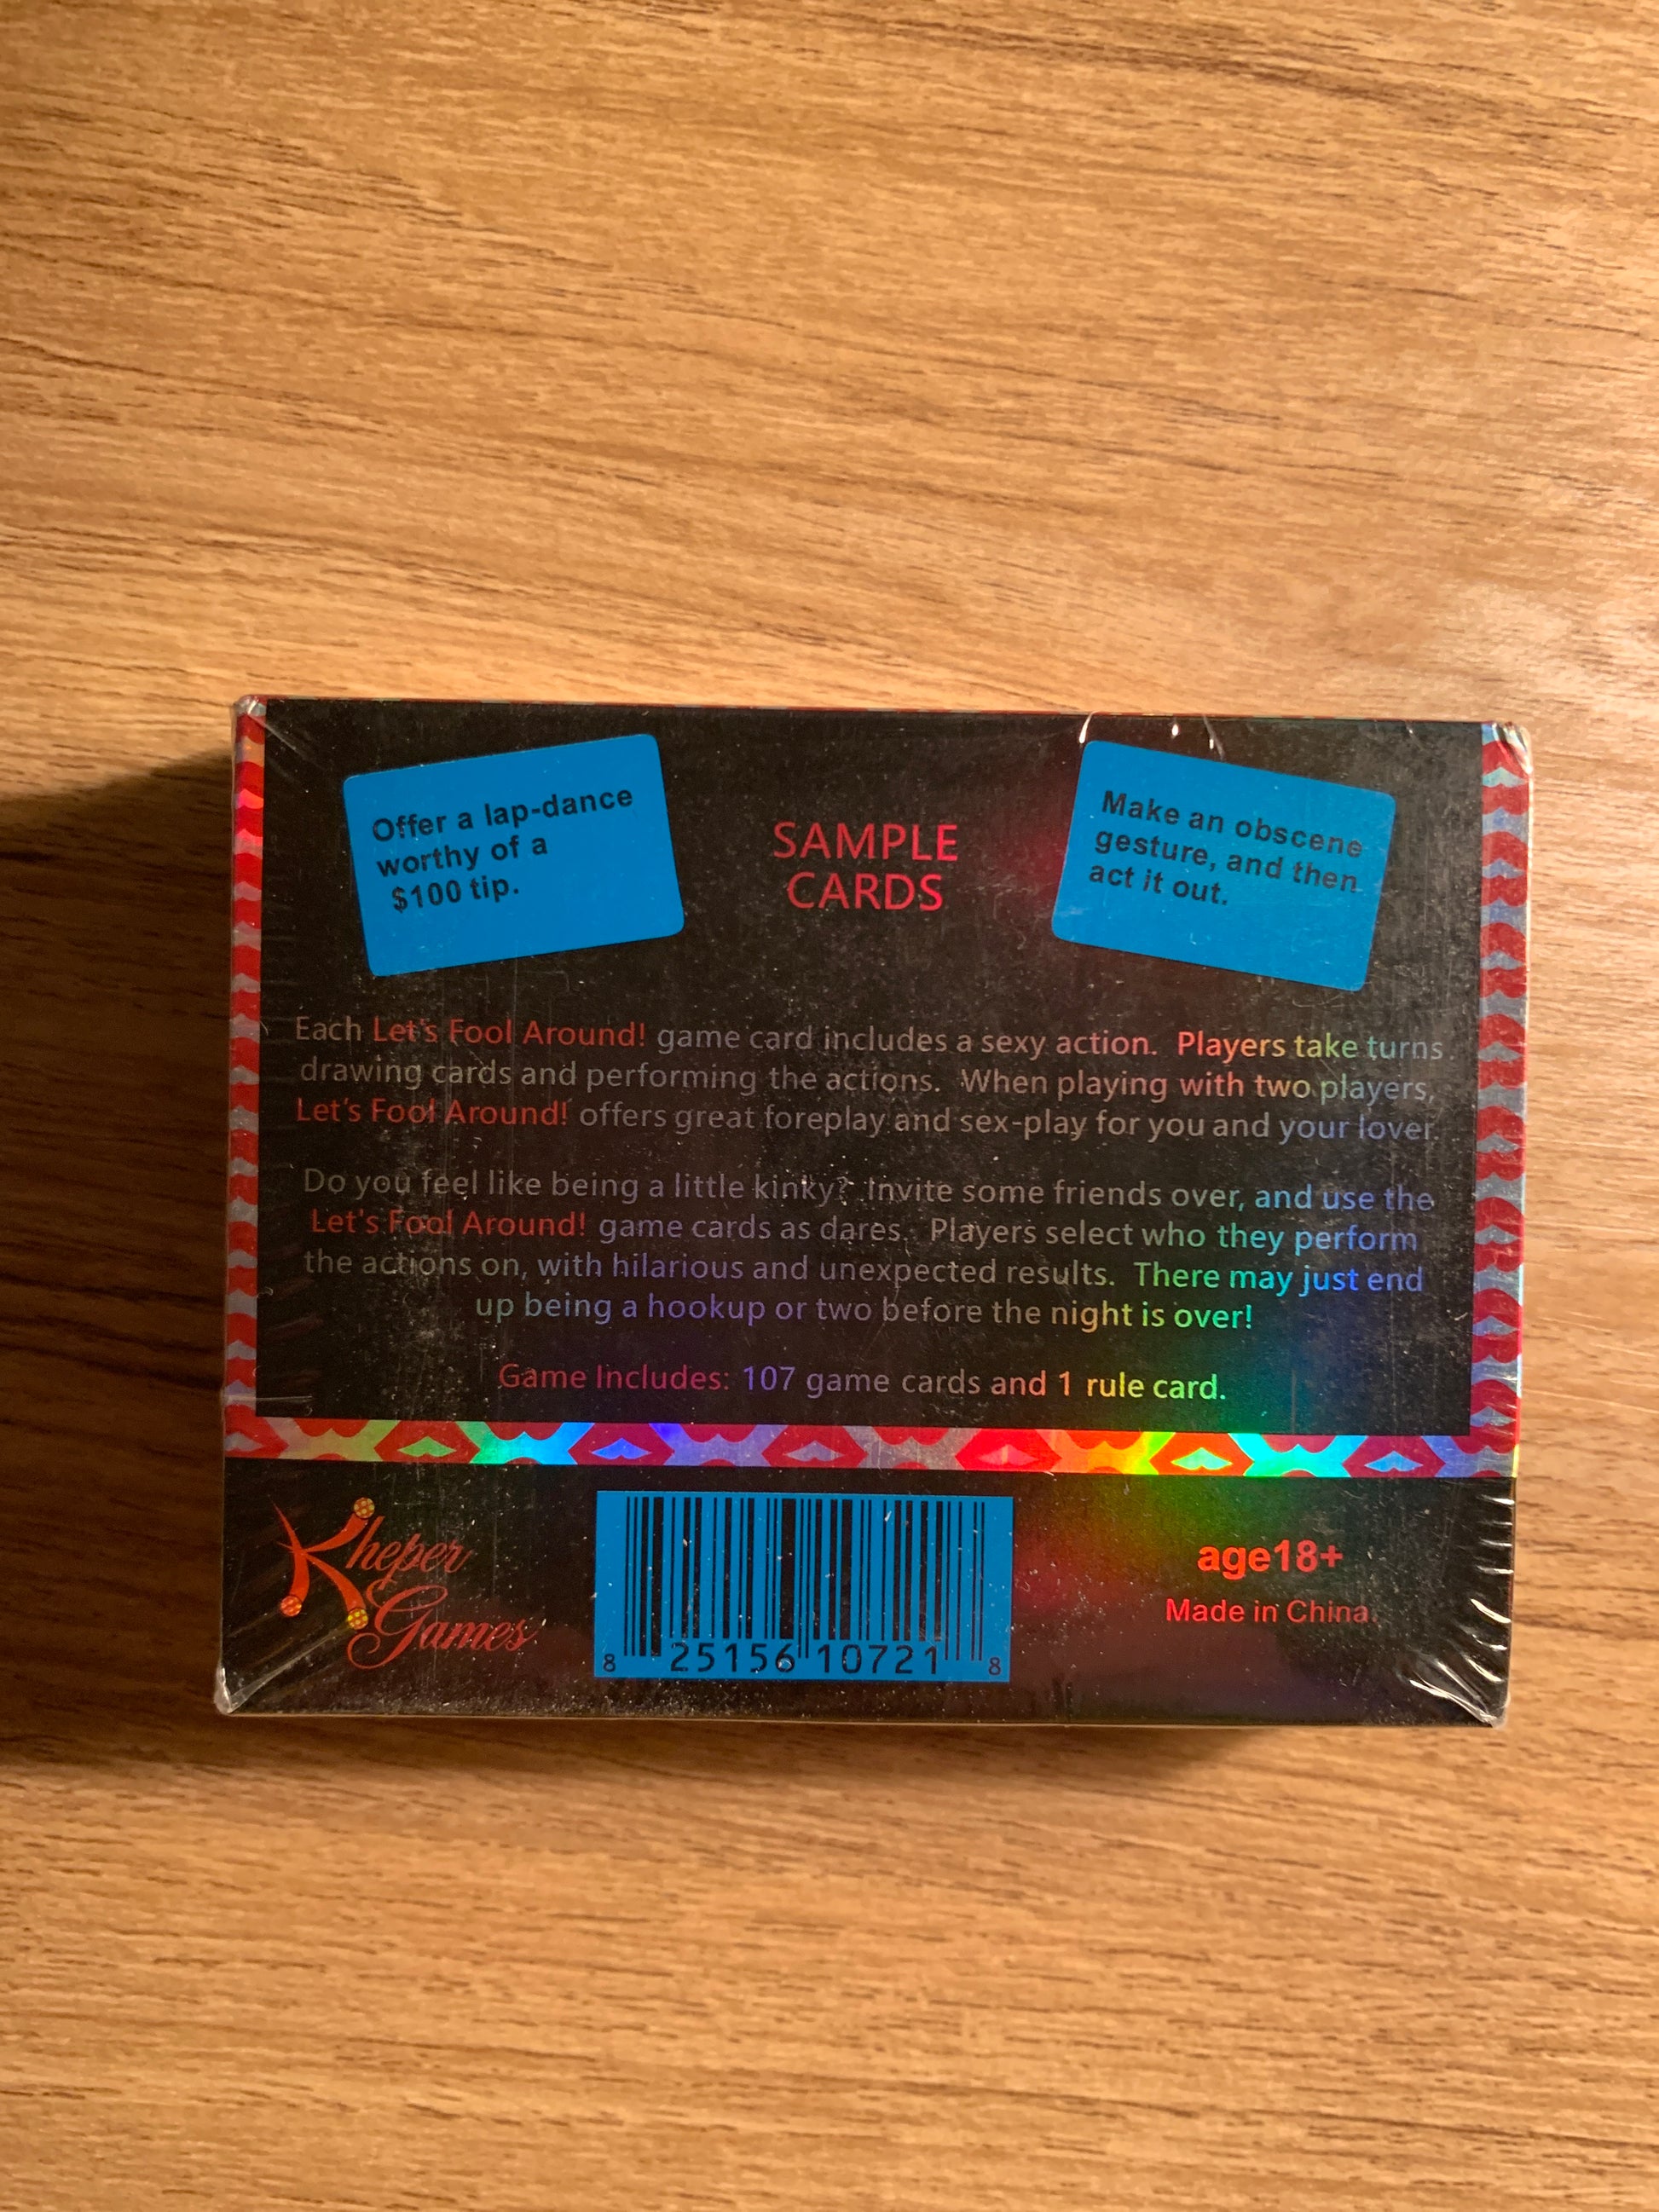 Offer a lap-dance
worthy of a
$100 tip.
SAMPLE
CARDS
Make an obscene
gesture, and then
act it out.
Each Let's Fool Around! game card includes a sexy action. Players take turns
drawing cards and performing the actions. When playing with two players,
Let's Fool Around! offers great foreplay and sex-play for you and your lover.
Do you feel like being a little kinky? Invite some friends over, and use the
Let's Fool Around! game cards as dares. Players select who they perform
the actions on, with hilarious and unexpected results. There may just end
up being a hookup or two before the night is over!
Game Includes: 107 game cards and 1 rule card.
Kheper
Games
8 25156 10721 8
age18+
Made in China.